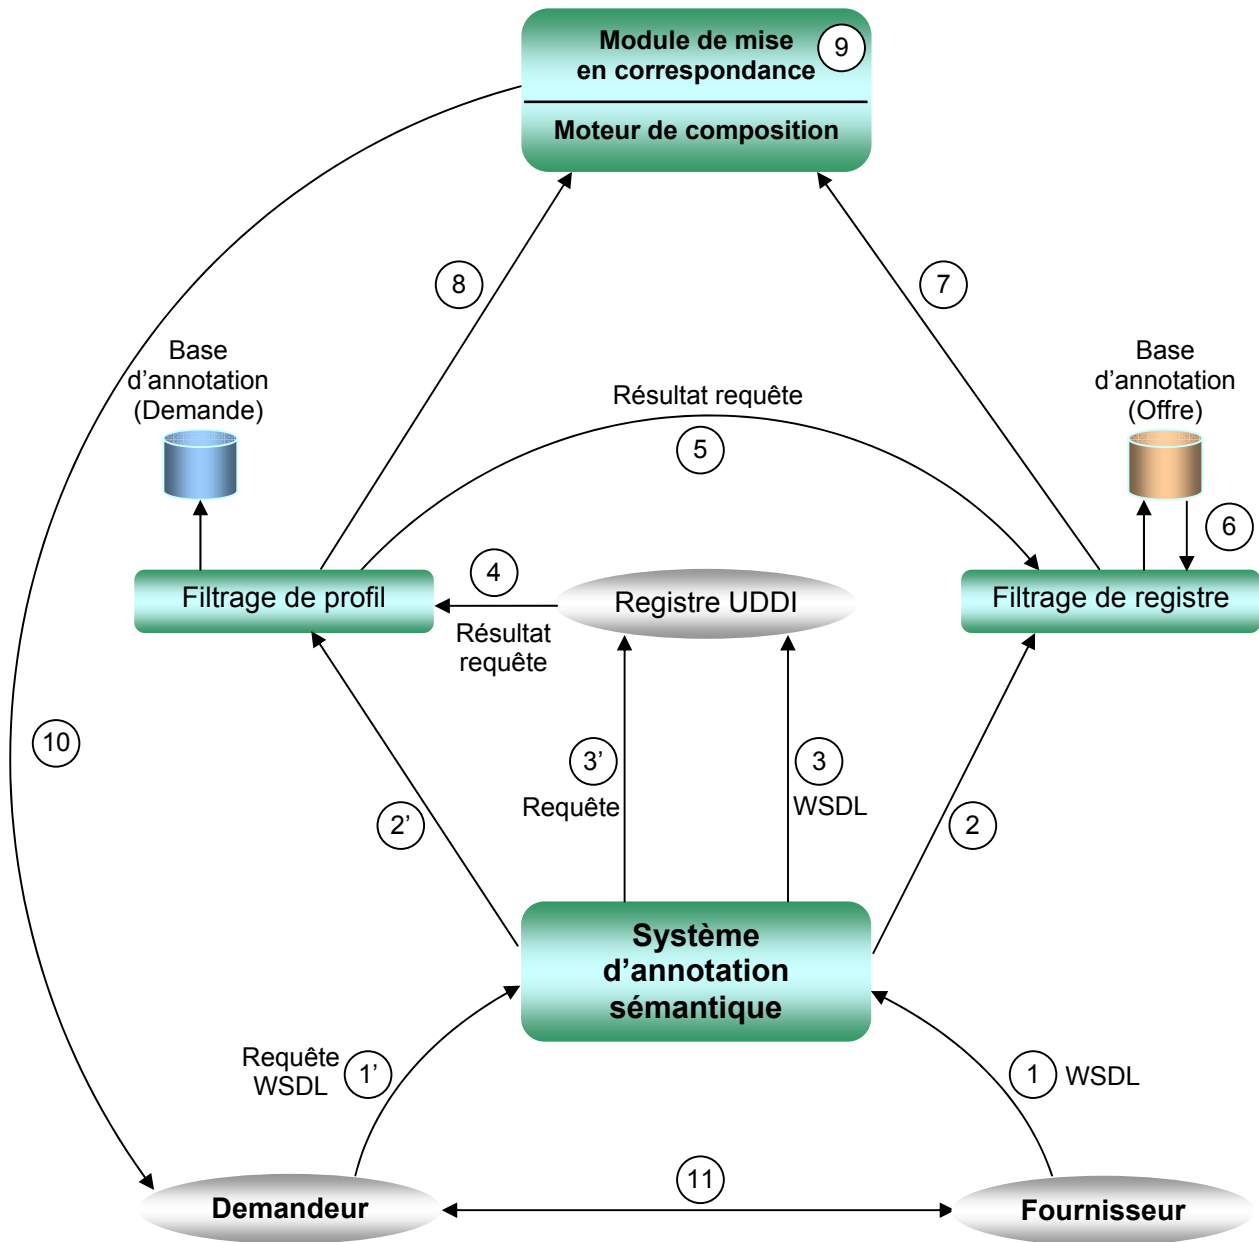 Module de mise
en correspondance
9
Moteur de composition
8
7
Base
d'annotation
(Demande)
Base
d'annotation
(Offre)
Résultat requête
5
6
Filtrage de profil
4
Registre UDDI
Filtrage de registre
Résultat
requête
10
3’
Requête
3
WSDL
2’
2
Système
d’annotation
sémantique
Requête
WSDL
1’
1
WSDL
11
Demandeur
Fournisseur